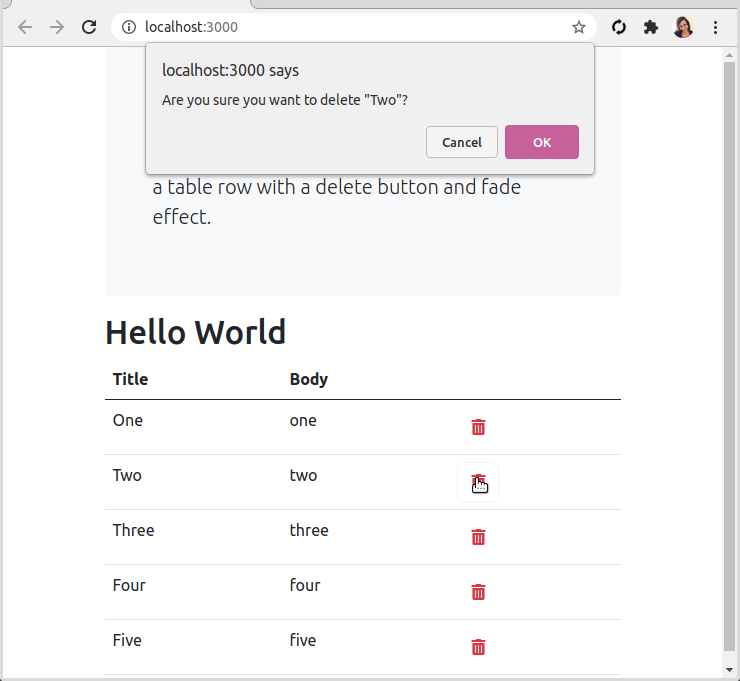 localhost:3000
localhost:3000 says
Are you sure you want to delete "Two"?
Cancel OK
a table row with a delete button and fade
effect.
Hello World
Title Body
One one
Two two
Three three
Four four
Five five